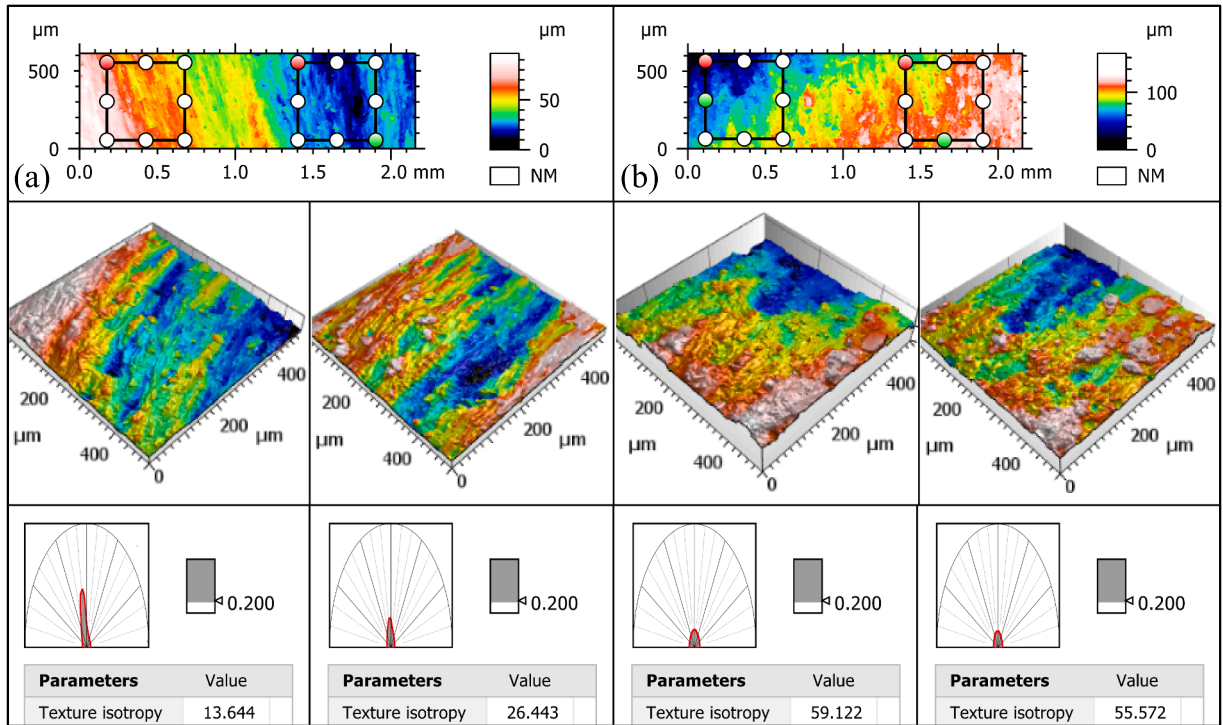 µm
500
0
0.0 0.5 1.0 1.5 2.0 mm
(a)
µm
50
0
NM
µm
500
0
0.0 0.5 1.0 1.5 2.0 mm
(b)
µm
100
0
NM
200
µm
400
0
200
µm
400
200
µm
400
0
200
µm
400
200
µm
400
0
200
µm
400
200
µm
400
0
200
µm
400
0.200
0.200
0.200
0.200
Parameters Value
Texture isotropy 13.644
Parameters Value
Texture isotropy 26.443
Parameters Value
Texture isotropy 59.122
Parameters Value
Texture isotropy 55.572